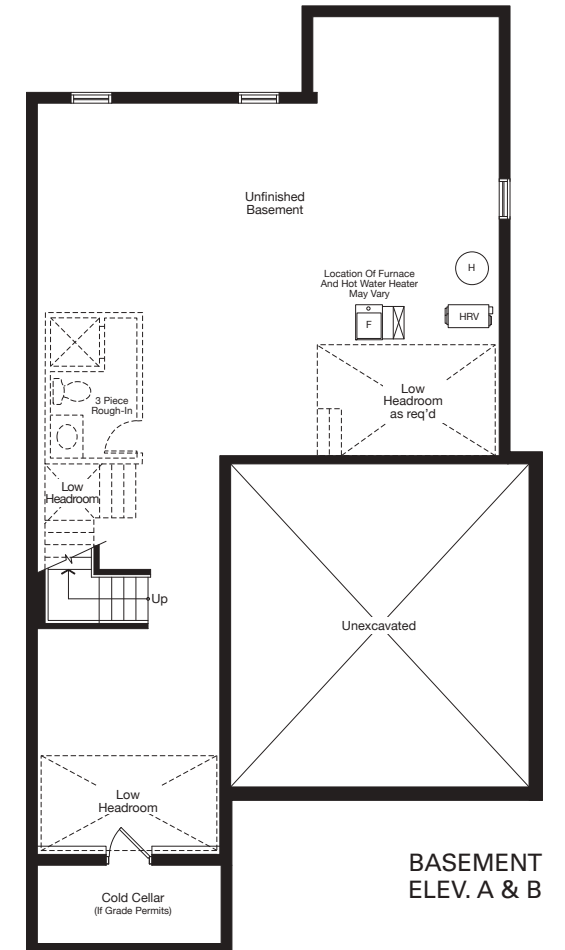 Unfinished
Basement
Location Of Furnace
And Hot Water Heater
May Vary
H
F
HRV
3 Piece
Rough-In
Low
Headroom
as req'd
Low
Headroom
Up
Unexcavated
Low
Headroom
Cold Cellar
(If Grade Permits)
BASEMENT
ELEV. A & B